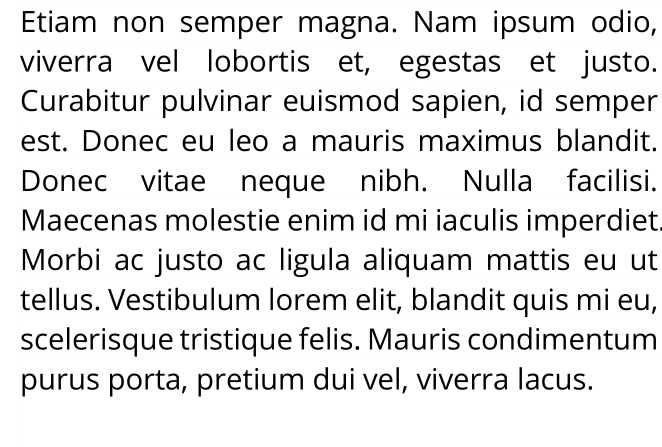 Etiam non semper magna. Nam ipsum odio,
viverra vel lobortis et, egestas et justo.
Curabitur pulvinar euismod sapien, id semper
est. Donec eu leo a mauris maximus blandit.
Donec vitae neque nibh. Nulla facilisi.
Maecenas molestie enim id mi iaculis imperdiet.
Morbi ac justo ac ligula aliquam mattis eu ut
tellus. Vestibulum lorem elit, blandit quis mi eu,
scelerisque tristique felis. Mauris condimentum
purus porta, pretium dui vel, viverra lacus.